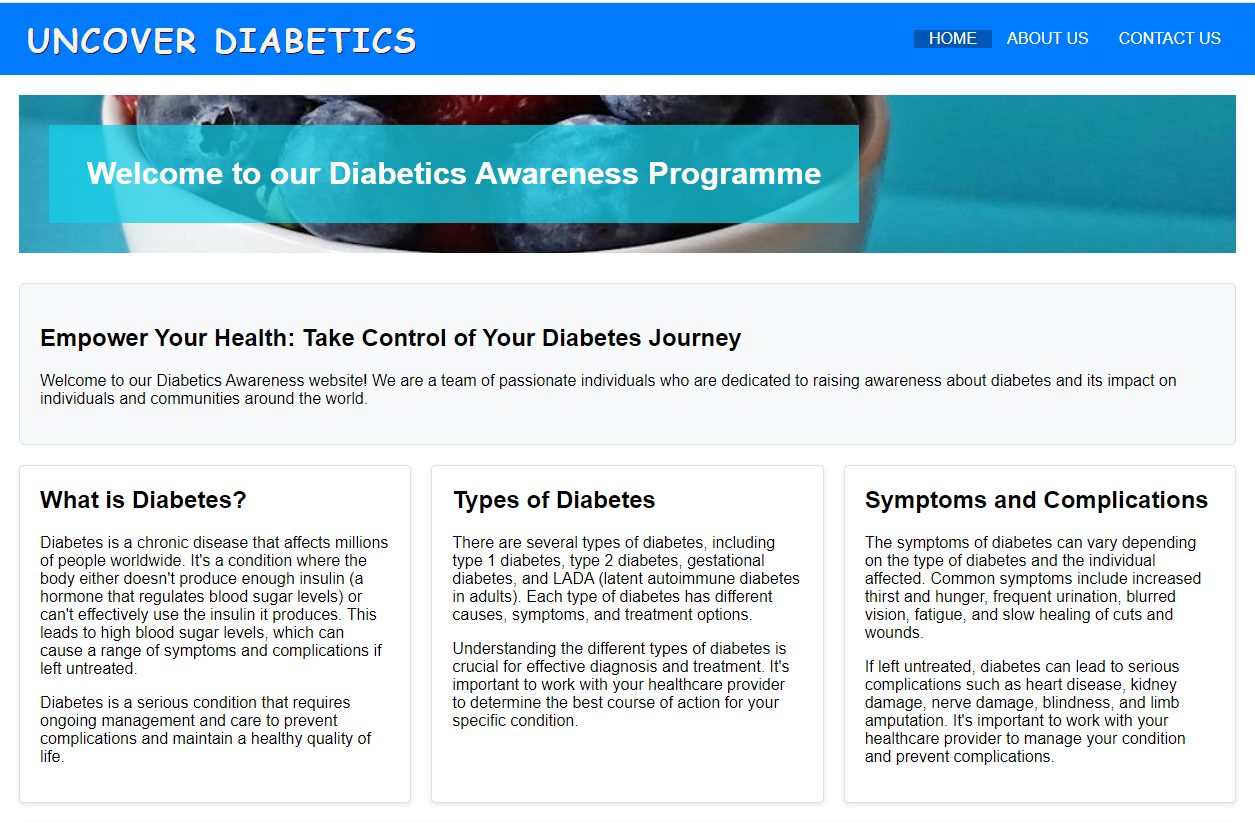 UNCOVER DIABETICS
HOME ABOUT US CONTACT US
Welcome to our Diabetics Awareness Programme
Empower Your Health: Take Control of Your Diabetes Journey
Welcome to our Diabetics Awareness website! We are a team of passionate individuals who are dedicated to raising awareness about diabetes and its impact on
individuals and communities around the world.
What is Diabetes?
Diabetes is a chronic disease that affects millions
of people worldwide. It's a condition where the
body either doesn't produce enough insulin (a
hormone that regulates blood sugar levels) or
can't effectively use the insulin it produces. This
leads to high blood sugar levels, which can
cause a range of symptoms and complications if
left untreated.
Diabetes is a serious condition that requires
ongoing management and care to prevent
complications and maintain a healthy quality of
life.
Types of Diabetes
There are several types of diabetes, including
type 1 diabetes, type 2 diabetes, gestational
diabetes, and LADA (latent autoimmune diabetes
in adults). Each type of diabetes has different
causes, symptoms, and treatment options.
Understanding the different types of diabetes is
crucial for effective diagnosis and treatment. It's
important to work with your healthcare provider
to determine the best course of action for your
specific condition.
Symptoms and Complications
The symptoms of diabetes can vary depending
on the type of diabetes and the individual
affected. Common symptoms include increased
thirst and hunger, frequent urination, blurred
vision, fatigue, and slow healing of cuts and
wounds.
If left untreated, diabetes can lead to serious
complications such as heart disease, kidney
damage, nerve damage, blindness, and limb
amputation. It's important to work with your
healthcare provider to manage your condition
and prevent complications.